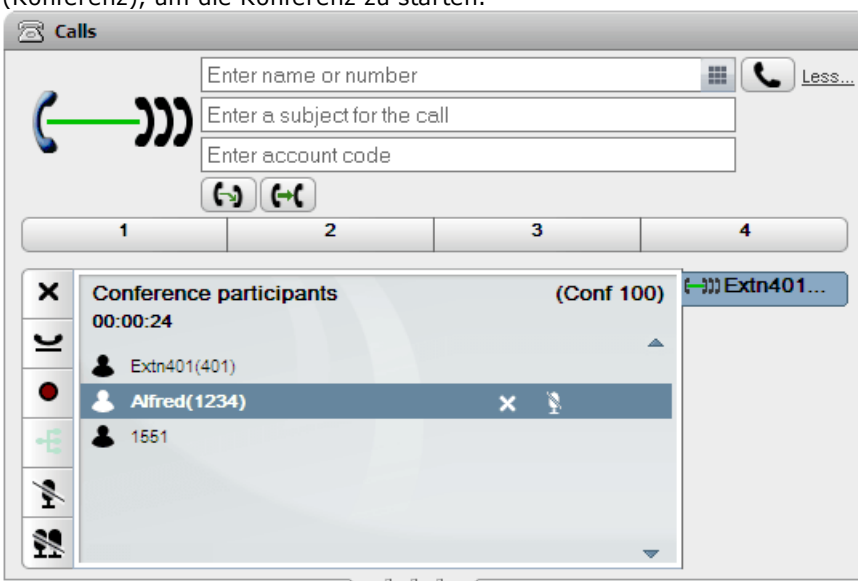 (Konferenz), um die Konferenz zu starten.
Calls
Enter name or number
Less...
Enter a subject for the call
Enter account code
1 2 3 4
Conference participants (Conf 100) Extn401...
00:00:24
Extn401(401)
Alfred(1234)
1551